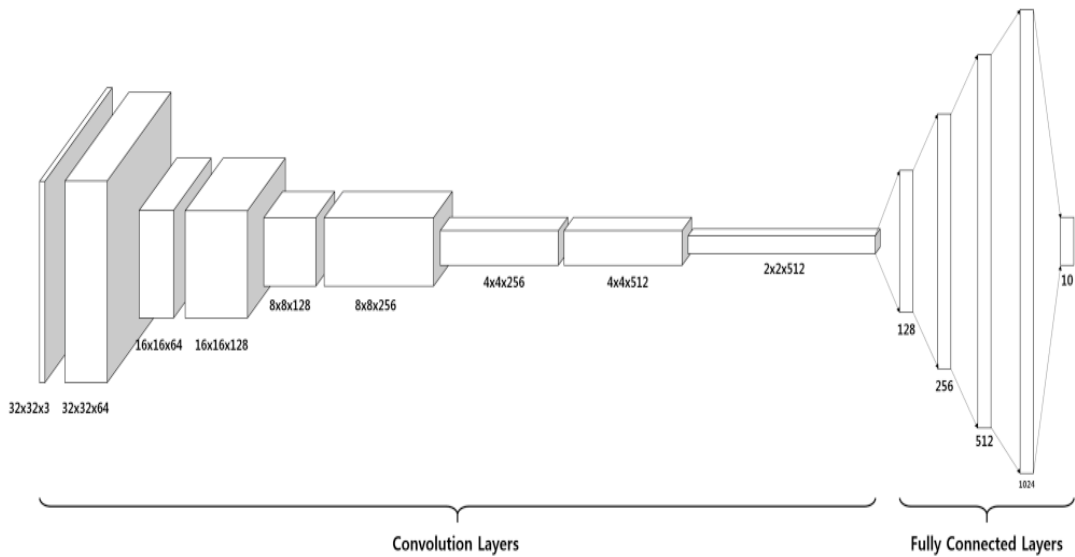 32x32x3
32x32x64
16x16x64
16x16x128
8x8x128
8x8x256
4x4x256
4x4x512
2x2x512
128
256
512
1024
10
Convolution Layers
Fully Connected Layers